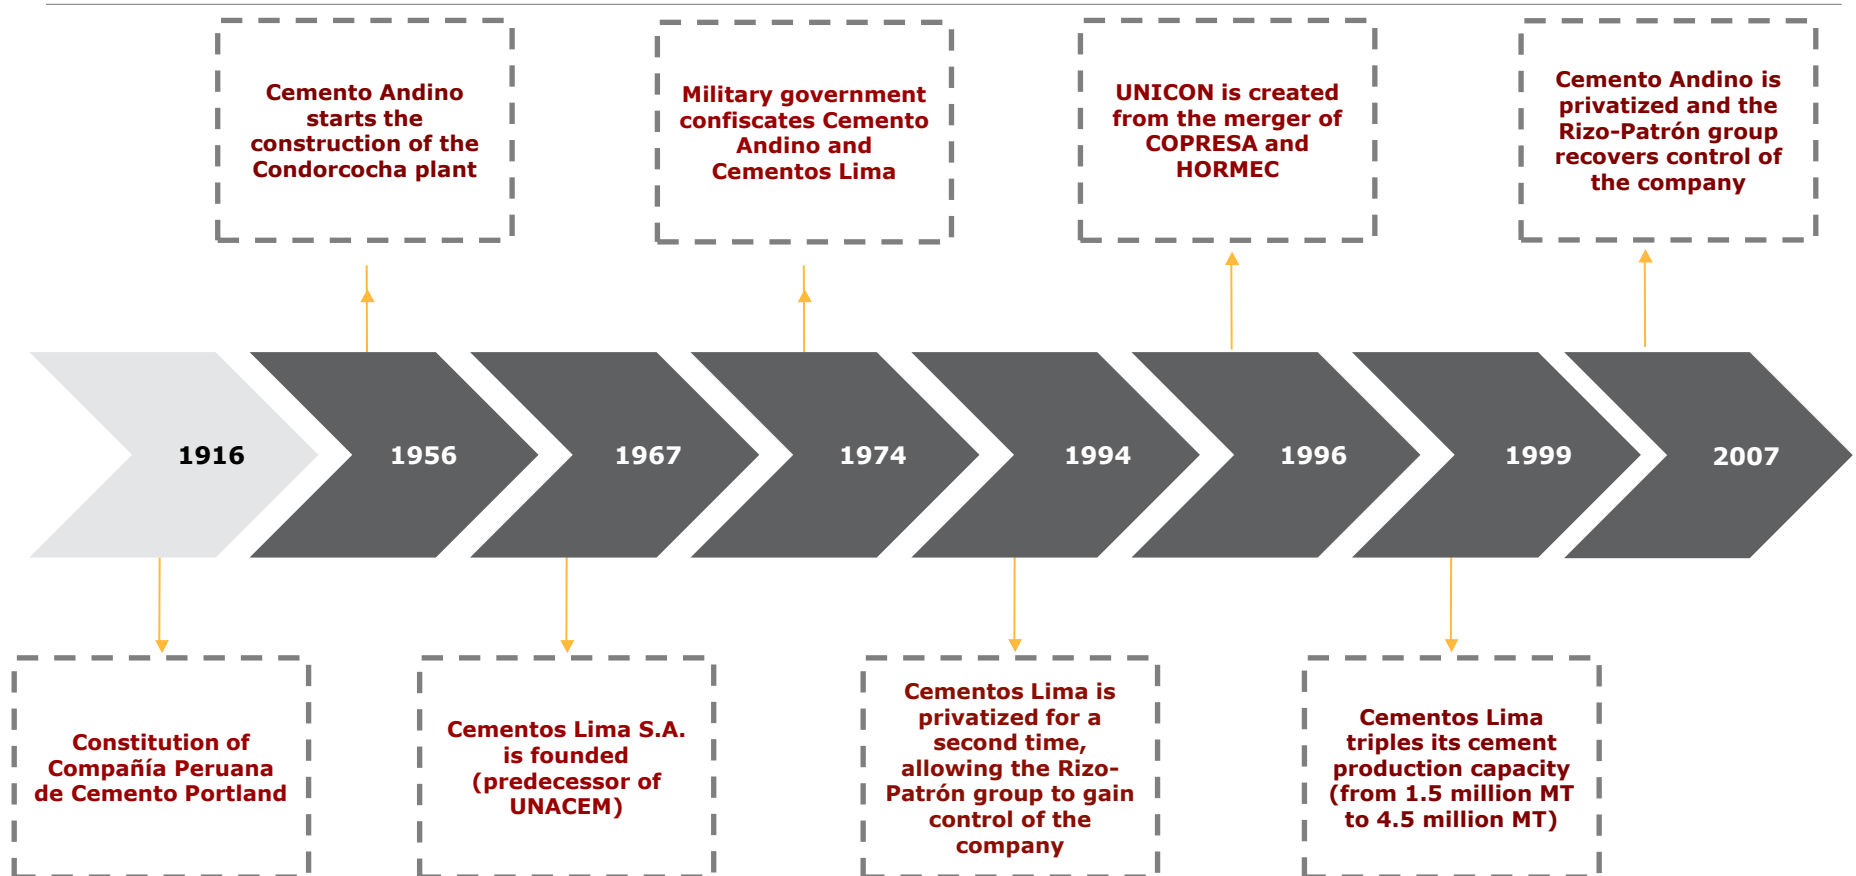 Cemento Andino
starts the
construction of the
Condorcocha plant
Military government
confiscates Cemento
Andino and
Cementos Lima
UNICON is created
from the merger of
COPRESA and
HORMEC
Cemento Andino is
privatized and the
Rizo-Patrón group
recovers control of
the company
1916
1956
1967
1974
1994
1996
1999
2007
Constitution of
Compañía Peruana
de Cemento Portland
Cementos Lima S.A.
is founded
(predecessor of
UNACEM)
Cementos Lima is
privatized for a
second time,
allowing the Rizo-
Patrón group to gain
control of the
company
Cementos Lima
triples its cement
production capacity
(from 1.5 million MT
to 4.5 million MT)